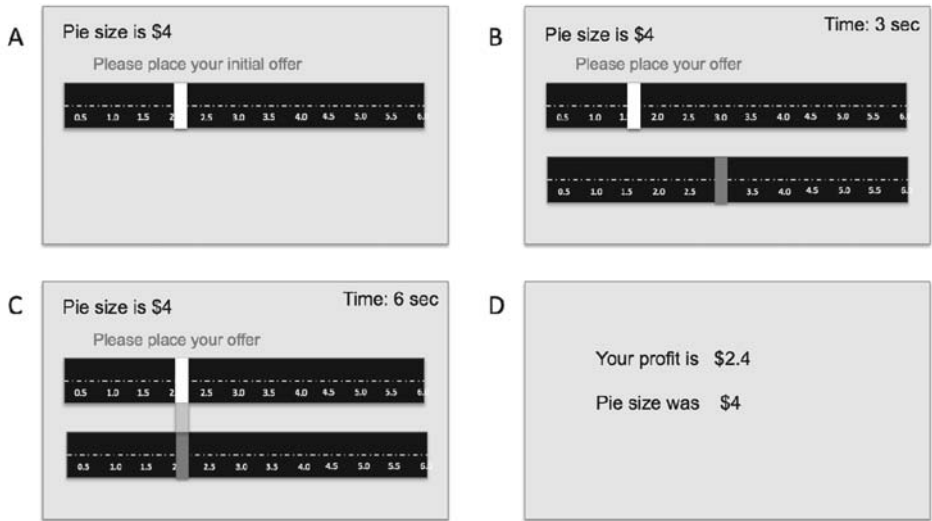 A
Pie size is $4
Please place your initial offer
0.5 1.0 1.5 2.5 3.0 3.5 4.0 4.5 5.0 5.5
B
Time: 3 sec
Pie size is $4
Please place your offer
0.5 1.0 2.0 2.5 3.0 3.5 4.0 4.5 5.0 5.5
0.5 1.0 1.5 2.0 2.5 3.5 4.0 4.5 5.0 5.5
C
Time: 6 sec
Pie size is $4
Please place your offer
0.5 1.0 1.5 2.5 3.0 3.5 4.0 4.5 5.0 5.5
0.5 1.0 1.5 2.5 3.0 3.5 4.0 4.5 5.0 5.5
D
Your profit is $2.4
Pie size was $4